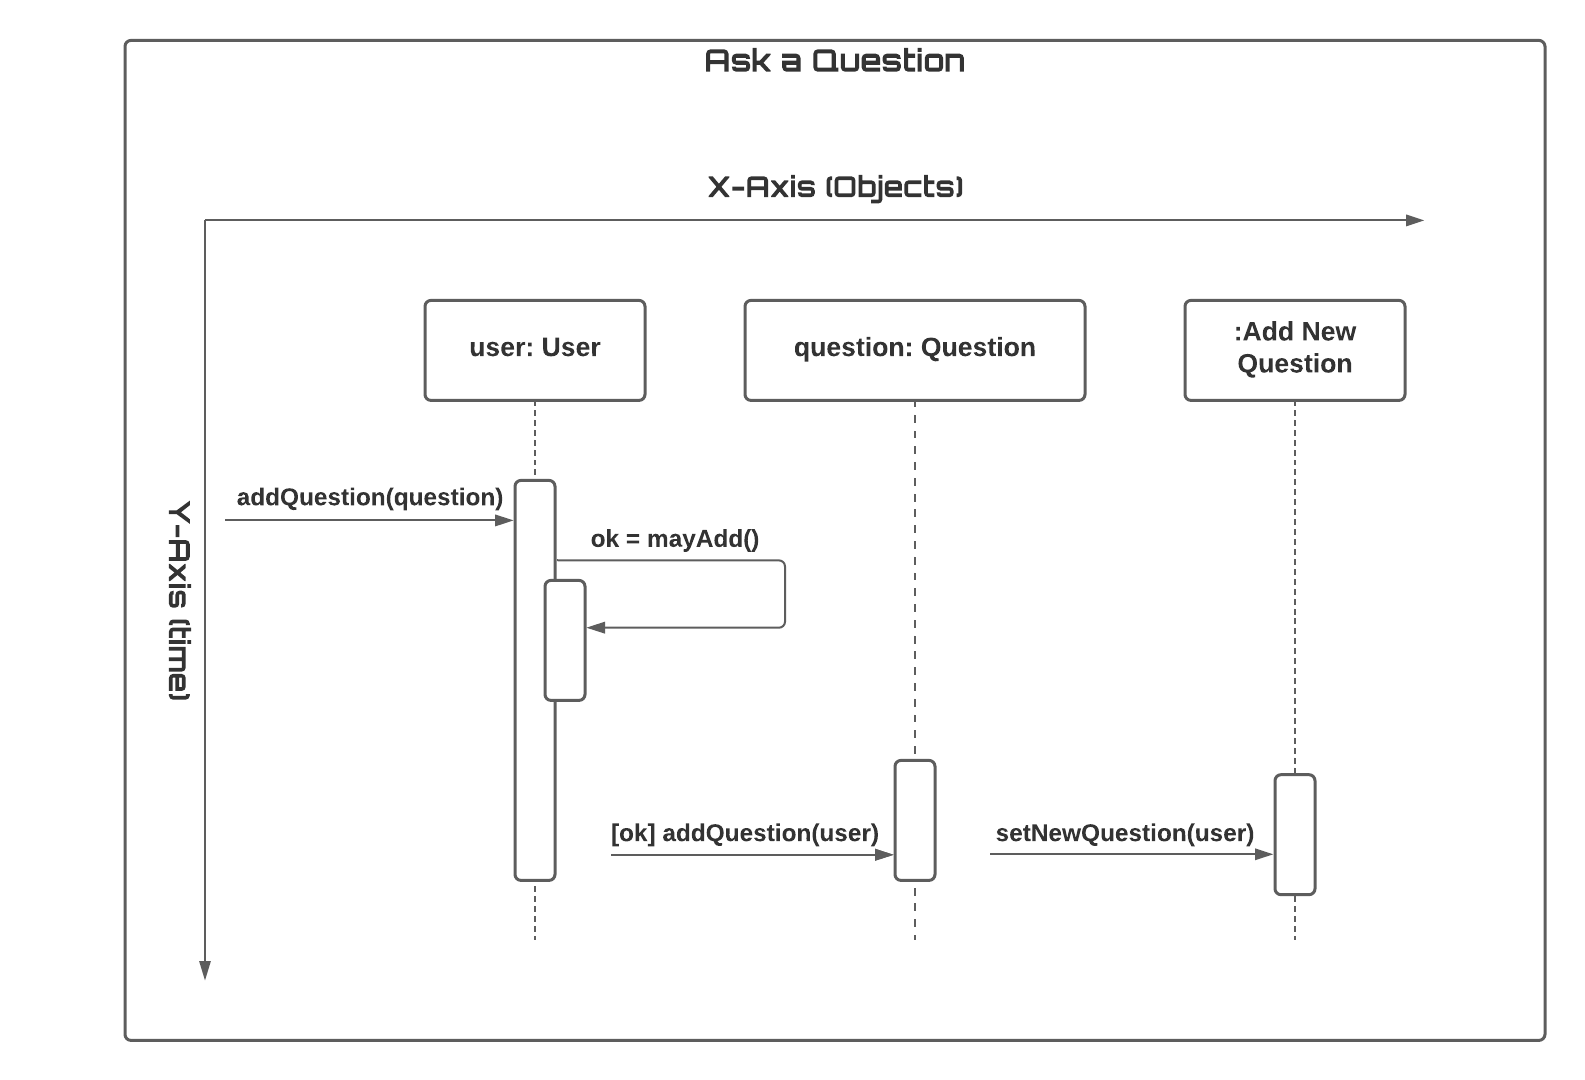 Ask a Question
X-Axis (Objects)
user: User
question: Question
:Add New
Question
Y-Axis (time)
addQuestion(question)
ok = mayAdd()
[ok] addQuestion(user)
setNewQuestion(user)